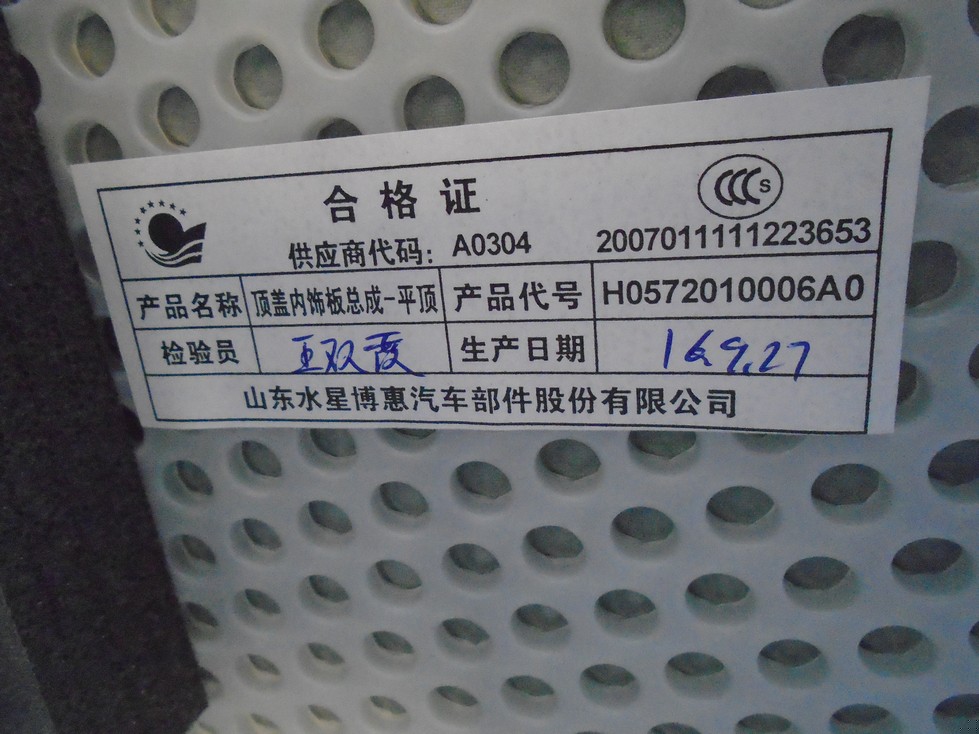 合格证
CCC S
供应商代码: A0304 2007011111223653
产品名称 顶盖内饰板总成-平顶 产品代号 H0572010006A0
检验员 王双霞 生产日期 16.9.27
山东水星博惠汽车部件股份有限公司